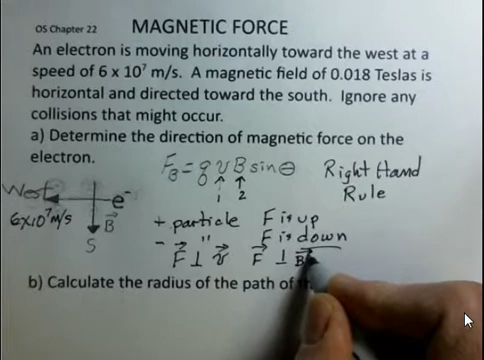 OS Chapter 22 MAGNETIC FORCE
An electron is moving horizontally toward the west at a
speed of 6 x 10⁷ m/s. A magnetic field of 0.018 Teslas is
horizontal and directed toward the south. Ignore any
collisions that might occur.
a) Determine the direction of magnetic force on the
electron.
F_B = q v B sin θ Right Hand
1 2 Rule
West e⁻
6x10⁷ m/s B⃗
S
+ particle F is up
- " F is down
F⃗ ⊥ v⃗ F⃗ ⊥ B⃗
b) Calculate the radius of the path of